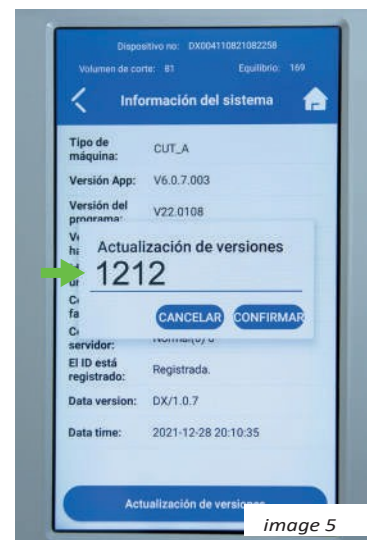 Dispositivo no: DX004110821082258
Volumen de corte: 81 Equilibrio: 169
Información del sistema
Tipo de
máquina: CUT_A
Versión App: V6.0.7.003
Versión del
programa: V22.0108
Actualización de versiones
1212
CANCELAR CONFIRMAR
servidor:
El ID está
registrado: Registrada.
Data version: DX/1.0.7
Data time: 2021-12-28 20:10:35
Actualización de
image 5